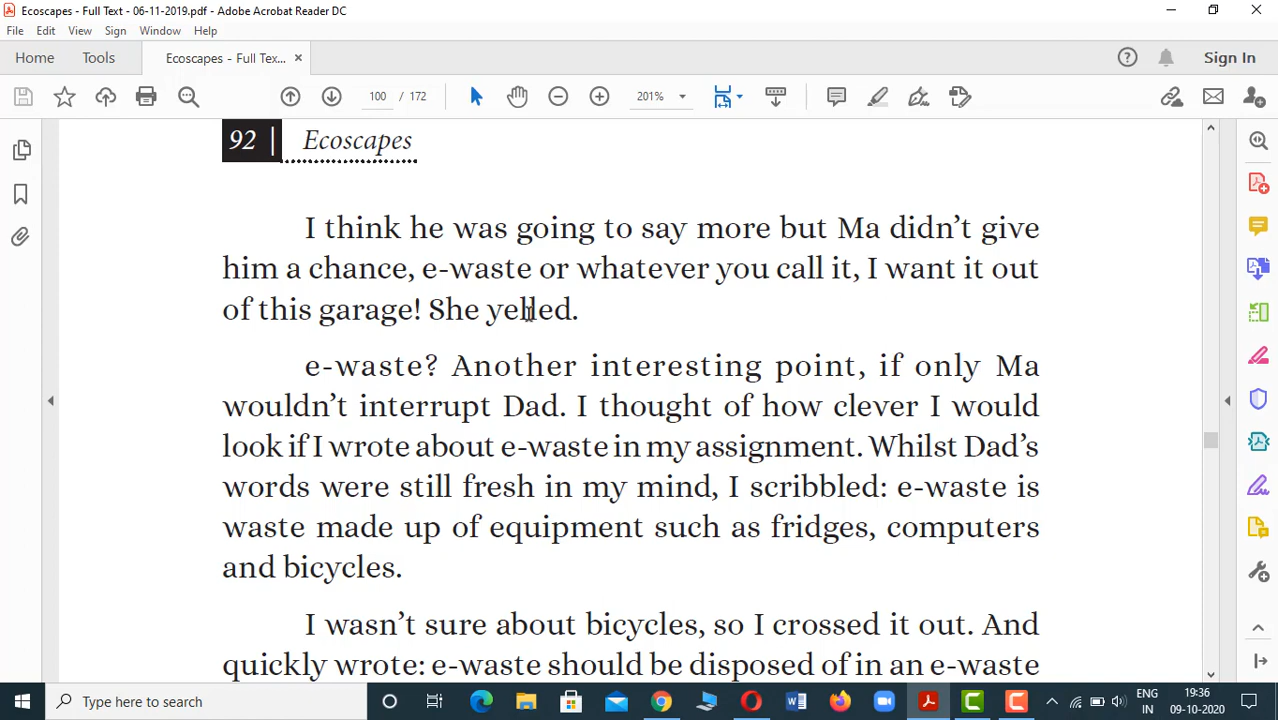 Ecoscapes - Full Text - 06-11-2019.pdf - Adobe Acrobat Reader DC
File Edit View Sign Window Help
Home Tools Ecoscapes - Full Tex... × Sign In
100 / 172 201%
92 | Ecoscapes
I think he was going to say more but Ma didn’t give
him a chance, e-waste or whatever you call it, I want it out
of this garage! She yelled.
e-waste? Another interesting point, if only Ma
wouldn’t interrupt Dad. I thought of how clever I would
look if I wrote about e-waste in my assignment. Whilst Dad’s
words were still fresh in my mind, I scribbled: e-waste is
waste made up of equipment such as fridges, computers
and bicycles.
I wasn’t sure about bicycles, so I crossed it out. And
quickly wrote: e-waste should be disposed of in an e-waste
Type here to search
ENG 19:36
IN 09-10-2020